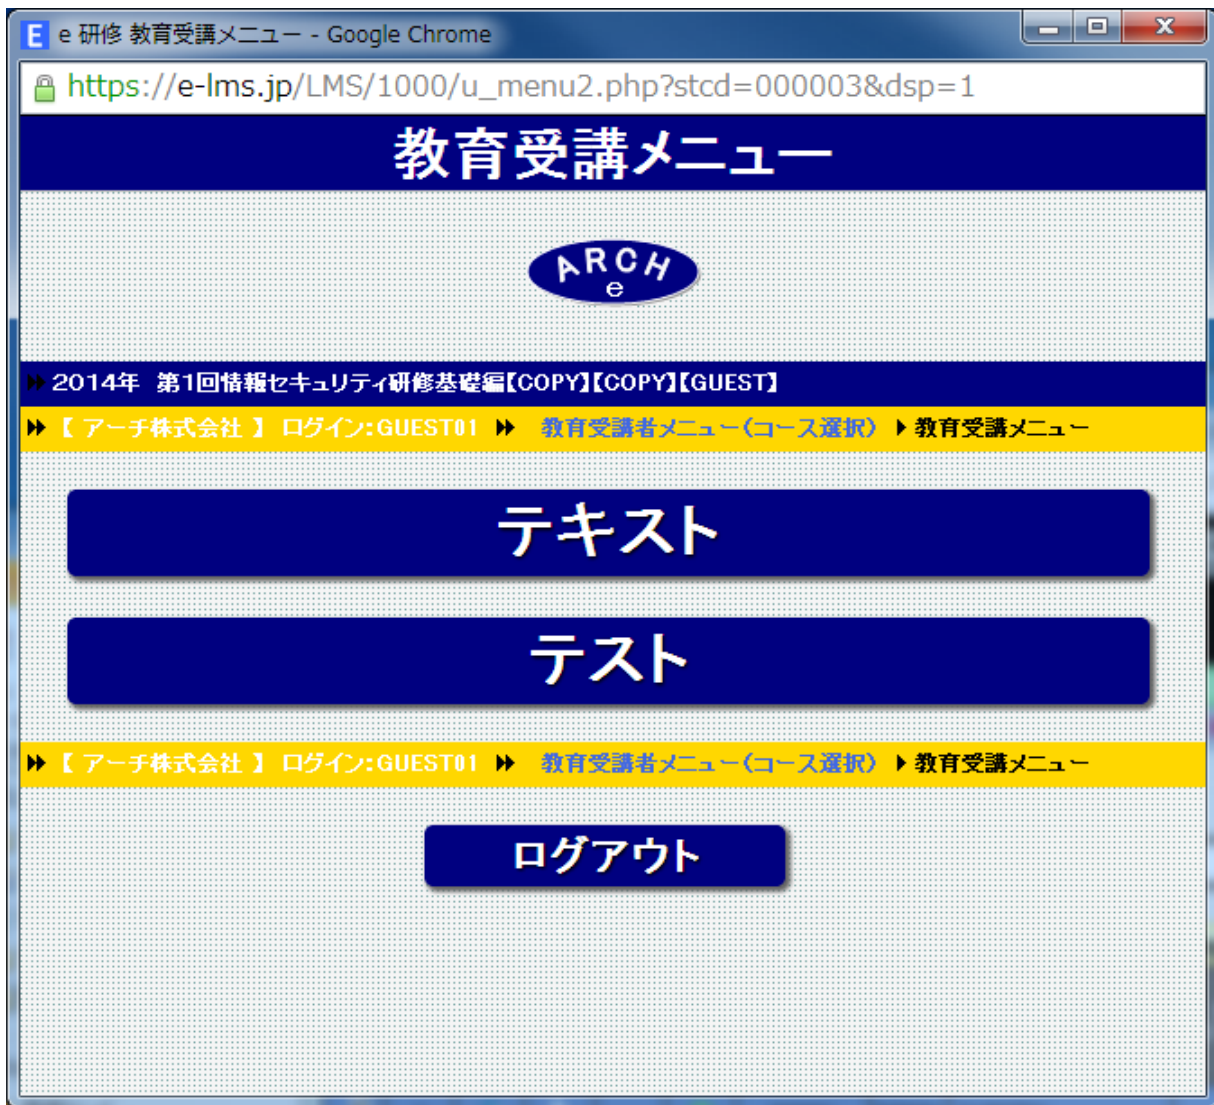 e 研修 教育受講メニュー - Google Chrome
https://e-lms.jp/LMS/1000/u_menu2.php?stcd=000003&dsp=1
教育受講メニュー
ARCH
e
2014年 第1回情報セキュリティ研修基礎編【COPY】【COPY】【GUEST】
【 アーチ株式会社 】 ログイン:GUEST01 教育受講者メニュー(コース選択) 教育受講メニュー
テキスト
テスト
【 アーチ株式会社 】 ログイン:GUEST01 教育受講者メニュー(コース選択) 教育受講メニュー
ログアウト